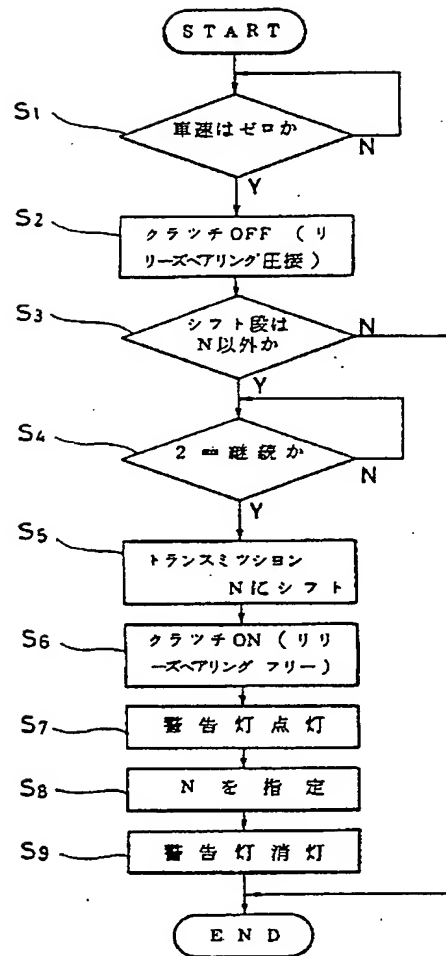 START
S1
車速はゼロか
N
Y
S2
クラッチOFF(リ
リーズベアリング圧接)
S3
シフト段は
N以外か
N
Y
S4
継続か
N
Y
S5
トランスミッション
Nにシフト
S6
クラッチON(リリ
ーズベアリング フリー)
S7
警告灯点灯
S8
Nを指定
S9
警告灯消灯
END